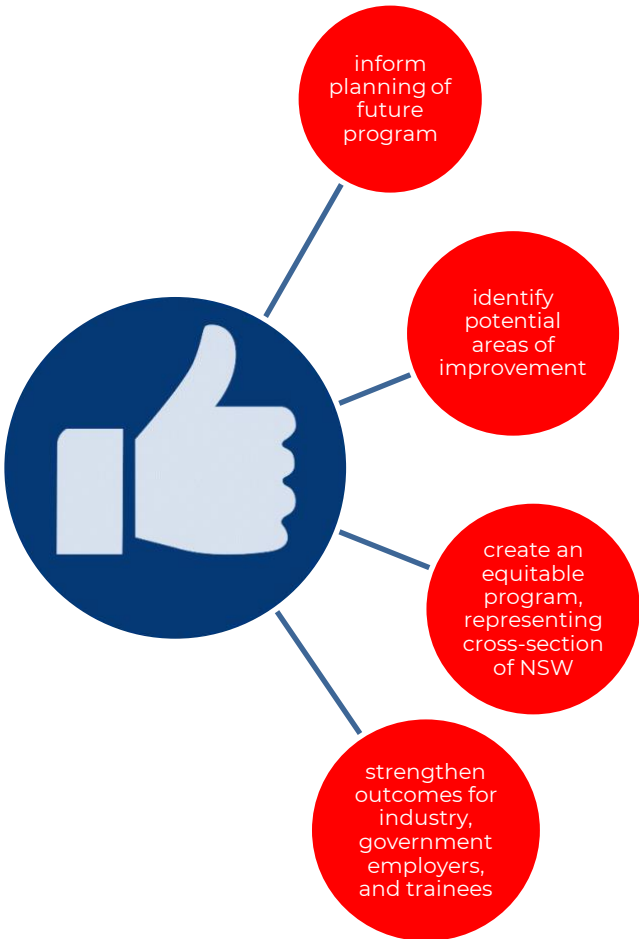 inform
planning of
future
program
identify
potential
areas of
improvement
create an
equitable
program,
representing
cross-section
of NSW
strengthen
outcomes for
industry,
government
employers,
and trainees